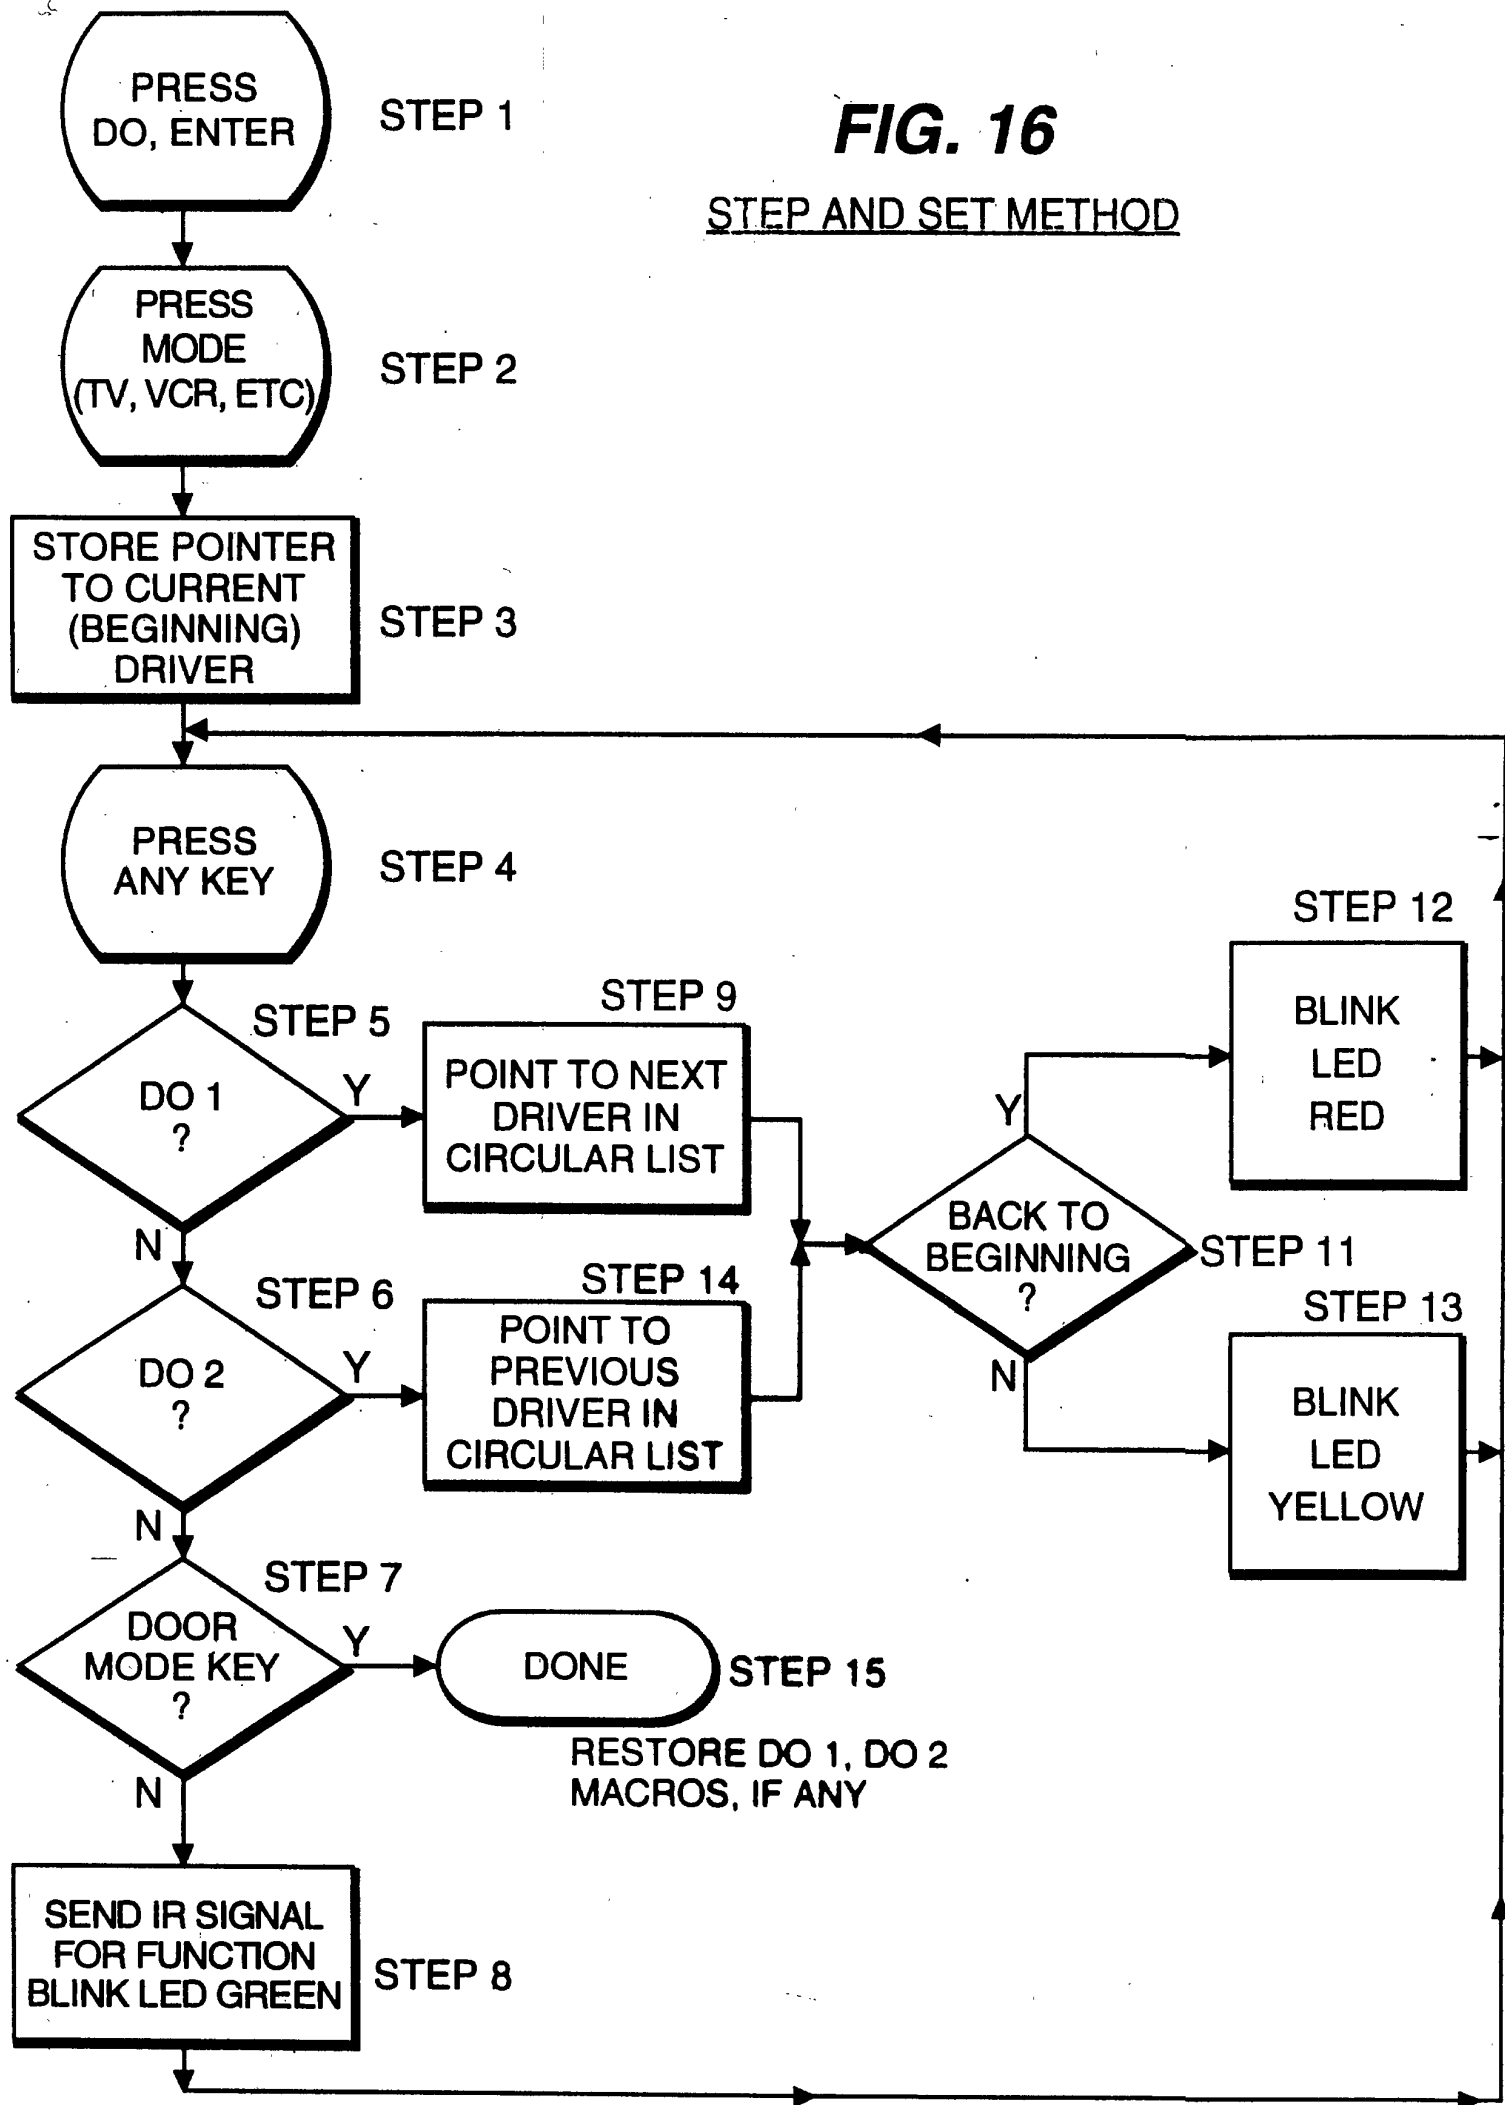 FIG. 16
STEP AND SET METHOD
PRESS
DO, ENTER
STEP 1
PRESS
MODE
(TV, VCR, ETC)
STEP 2
STORE POINTER
TO CURRENT
(BEGINNING)
DRIVER
STEP 3
PRESS
ANY KEY
STEP 4
DO 1
?
STEP 5
Y
N
STEP 9
POINT TO NEXT
DRIVER IN
CIRCULAR LIST
DO 2
?
STEP 6
Y
N
STEP 14
POINT TO
PREVIOUS
DRIVER IN
CIRCULAR LIST
BACK TO
BEGINNING
?
STEP 11
Y
N
STEP 12
BLINK
LED
RED
STEP 13
BLINK
LED
YELLOW
DOOR
MODE KEY
?
STEP 7
Y
N
DONE
STEP 15
RESTORE DO 1, DO 2
MACROS, IF ANY
SEND IR SIGNAL
FOR FUNCTION
BLINK LED GREEN
STEP 8